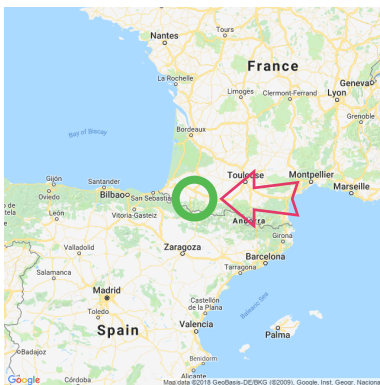 Nantes
Tours
France
La Rochelle
Geneva
Limoges
Clermont-Ferrand
Lyon
Grenoble
Bordeaux
Bay of Biscay
Toulouse
Montpellier
Marseille
Gijón
Santander
Oviedo
Bilbao
San Sebastián
León
Vitoria-Gasteiz
Andorra
Girona
Valladolid
Zaragoza
Barcelona
Salamanca
Tarragona
Madrid
Castellón
de la Plana
Toledo
Balearic Sea
Spain
Valencia
Palma
Badajoz
Benidorm
Córdoba
Alicante
Google
Map data ©2018 GeoBasis-DE/BKG (©2009), Google, Inst. Geogr. Nacional